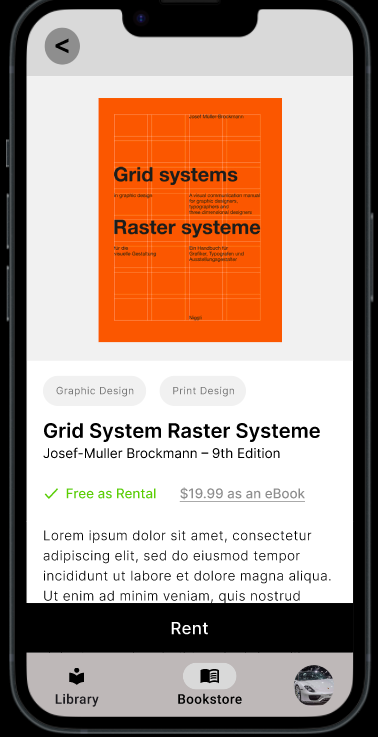 <
Josef Müller-Brockmann
Grid systems
in graphic design
A visual communication manual
for graphic designers,
typographers and
three dimensional designers
Raster systeme
für die
visuelle Gestaltung
Ein Handbuch für
Grafiker, Typografen und
Ausstellungsgestalter
Niggli
Graphic Design
Print Design
Grid System Raster Systeme
Josef-Muller Brockmann – 9th Edition
Free as Rental
$19.99 as an eBook
Lorem ipsum dolor sit amet, consectetur
adipiscing elit, sed do eiusmod tempor
incididunt ut labore et dolore magna aliqua.
Ut enim ad minim veniam, quis nostrud
Rent
Library
Bookstore